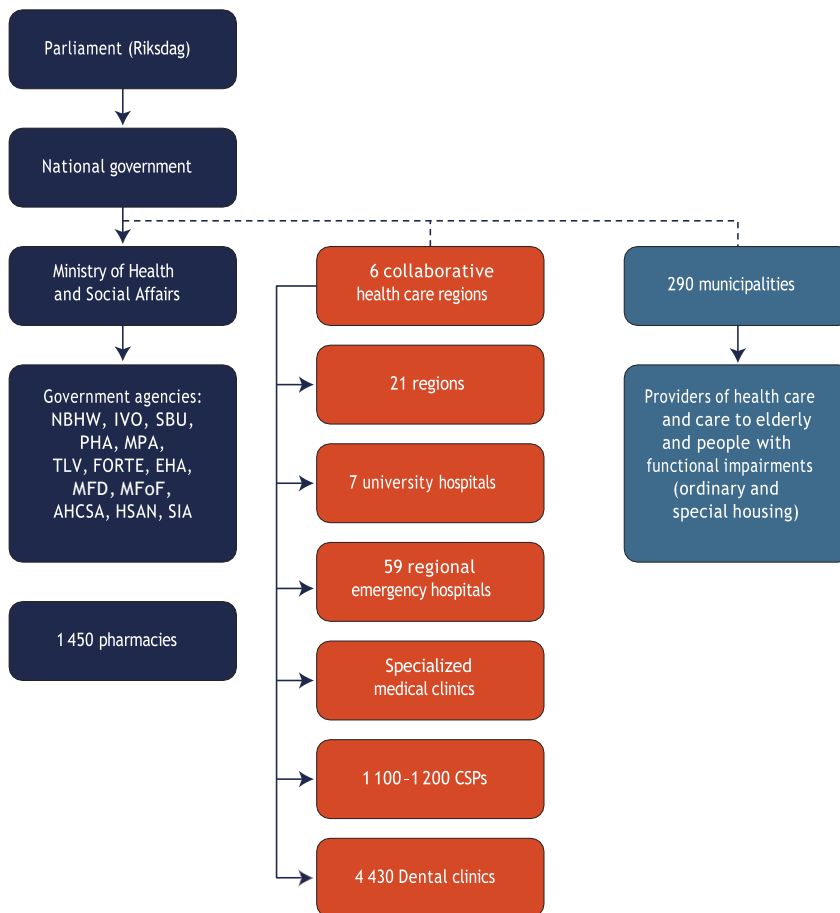 Parliament (Riksdag)
National government
Ministry of Health
and Social Affairs
Government agencies:
NBHW, IVO, SBU,
PHA, MPA,
TLV, FORTE, EHA,
MFD, MFoF,
AHCSA, HSAN, SIA
1 450 pharmacies
6 collaborative
health care regions
21 regions
7 university hospitals
59 regional
emergency hospitals
Specialized
medical clinics
1 100–1 200 CSPs
4 430 Dental clinics
290 municipalities
Providers of health care
and care to elderly
and people with
functional impairments
(ordinary and
special housing)